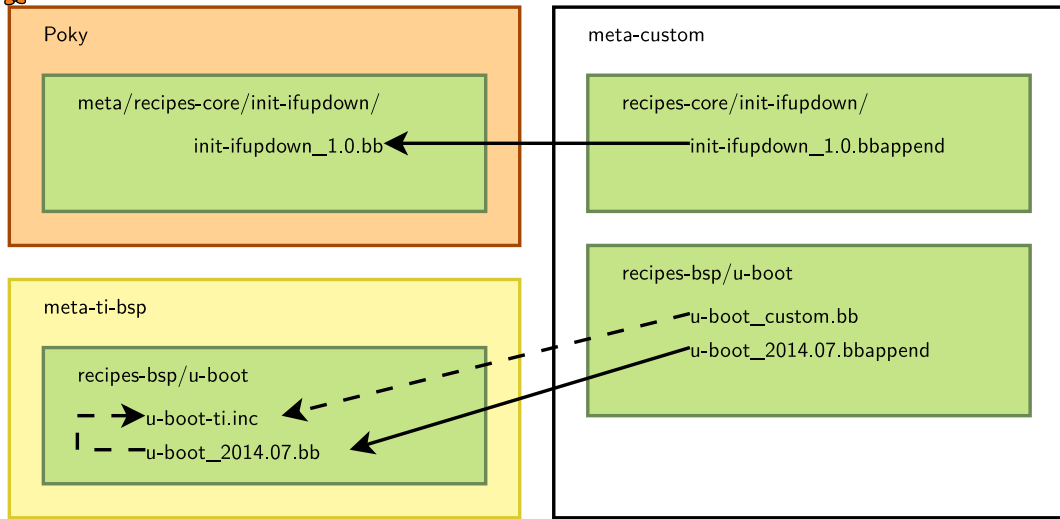 Poky
meta/recipes-core/init-ifupdown/
init-ifupdown_1.0.bb
meta-custom
recipes-core/init-ifupdown/
init-ifupdown_1.0.bbappend
recipes-bsp/u-boot
u-boot_custom.bb
u-boot_2014.07.bbappend
meta-ti-bsp
recipes-bsp/u-boot
u-boot-ti.inc
u-boot_2014.07.bb